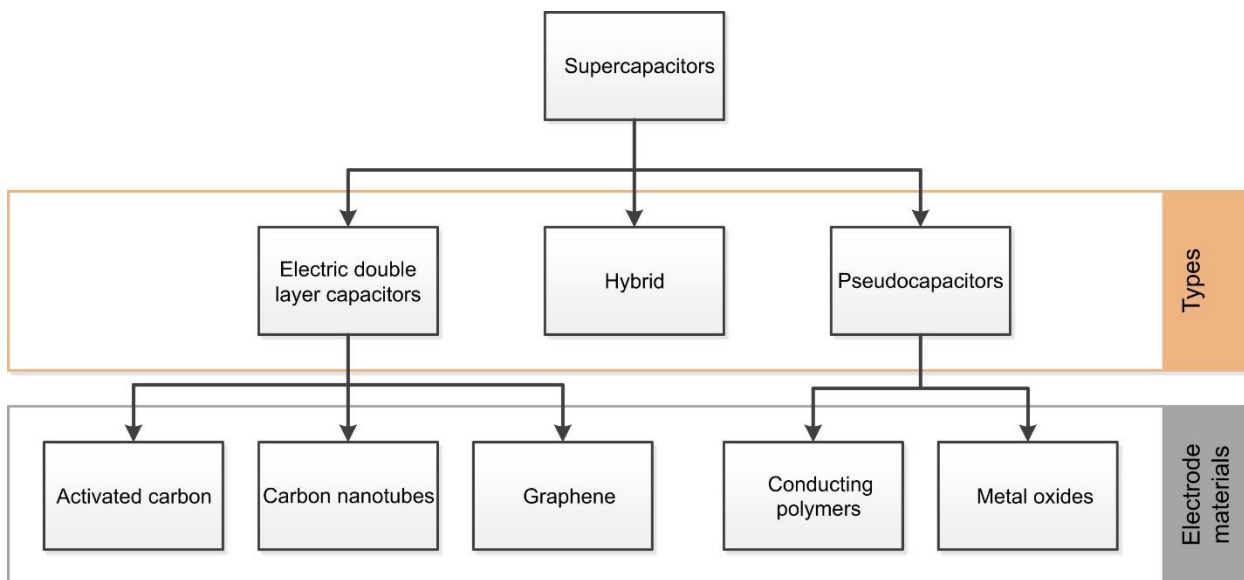 Supercapacitors
Electric double
layer capacitors
Hybrid
Pseudocapacitors
Types
Activated carbon
Carbon nanotubes
Graphene
Conducting
polymers
Metal oxides
Electrode
materials